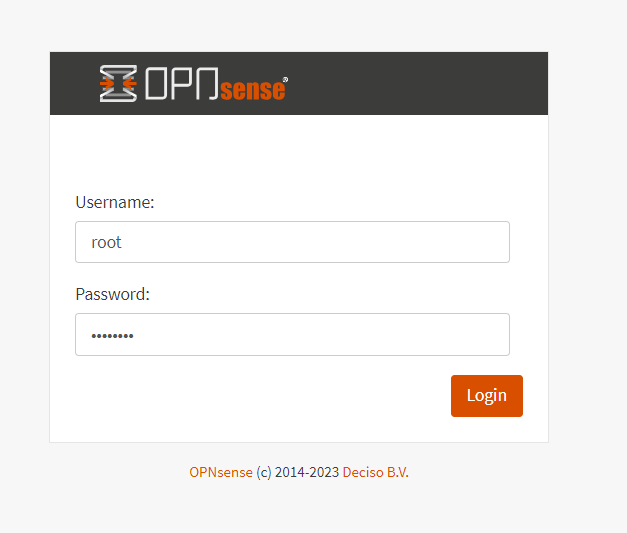 OPNsense®
Username:
root
Password:
••••••••
Login
OPNsense (c) 2014-2023 Deciso B.V.